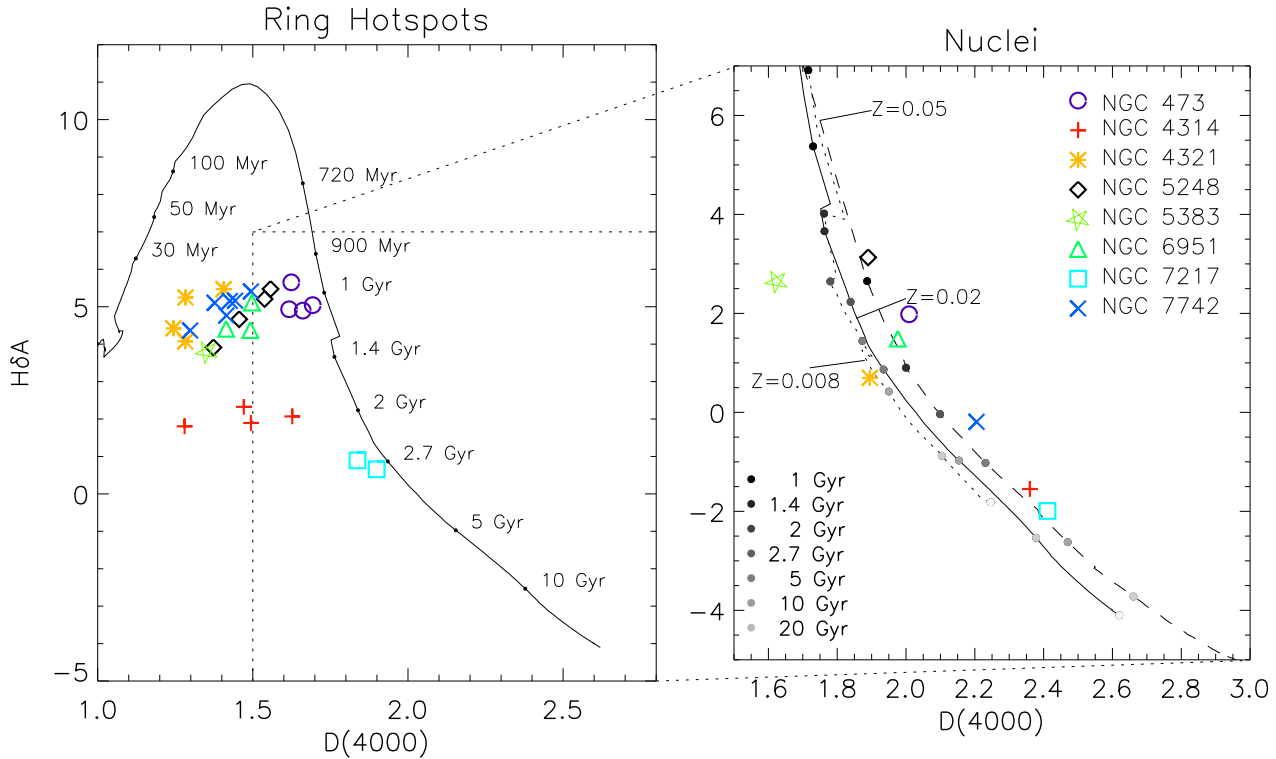 Ring Hotspots
10
5
0
−5
HδA
100 Myr
50 Myr
30 Myr
720 Myr
900 Myr
1 Gyr
1.4 Gyr
2 Gyr
2.7 Gyr
5 Gyr
10 Gyr
1.0 1.5 2.0 2.5
D(4000)
Nuclei
6
4
2
0
−2
−4
Z=0.05
Z=0.02
Z=0.008
NGC 473
NGC 4314
NGC 4321
NGC 5248
NGC 5383
NGC 6951
NGC 7217
NGC 7742
1 Gyr
1.4 Gyr
2 Gyr
2.7 Gyr
5 Gyr
10 Gyr
20 Gyr
1.6 1.8 2.0 2.2 2.4 2.6 2.8 3.0
D(4000)